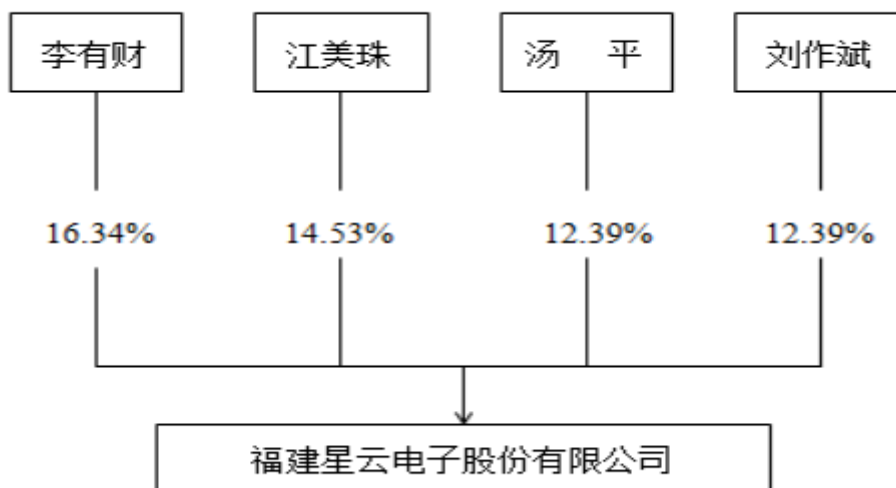 李有财 江美珠 汤 平 刘作斌
16.34% 14.53% 12.39% 12.39%
福建星云电子股份有限公司